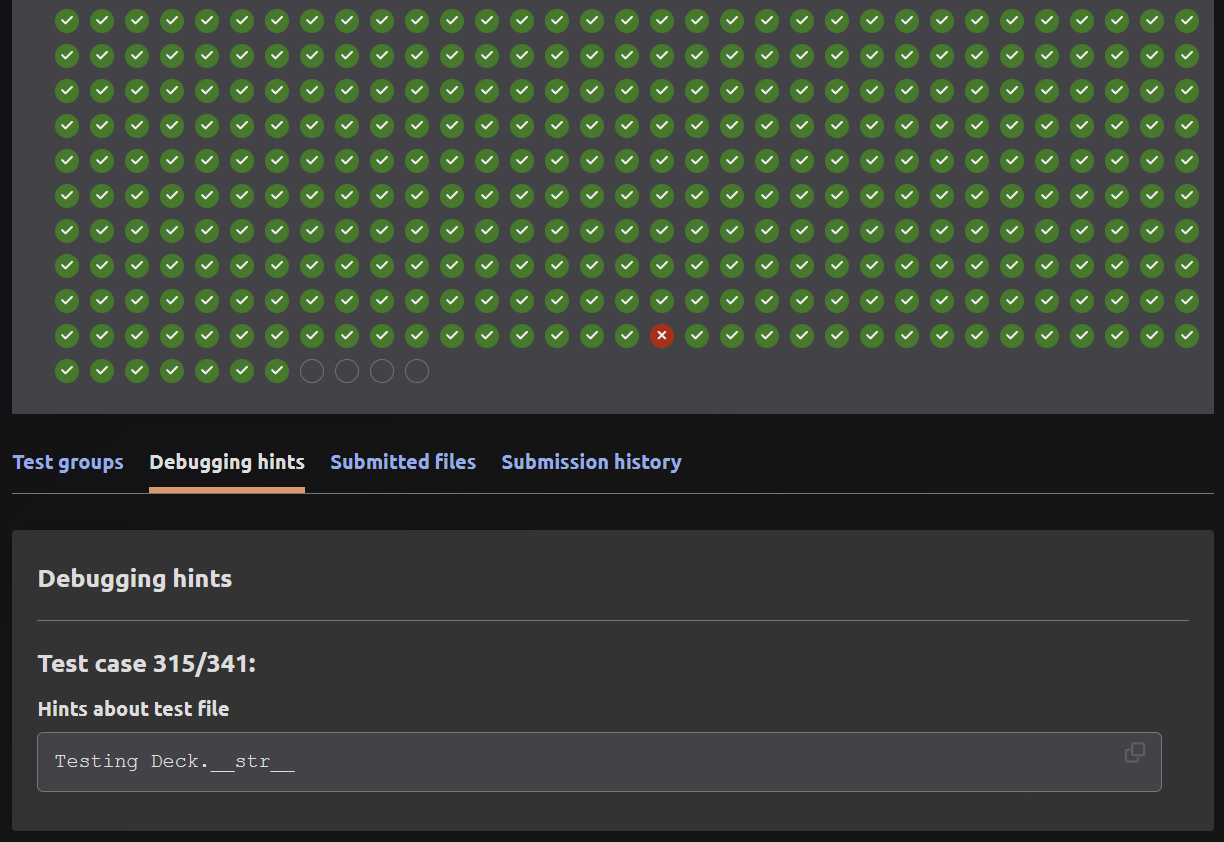 Test groups Debugging hints Submitted files Submission history
Debugging hints
Test case 315/341:
Hints about test file
Testing Deck.__str__